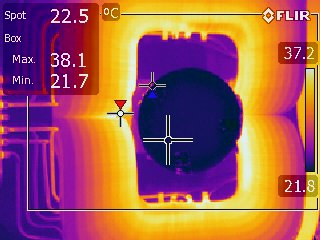 Spot 22.5 °C FLIR
Box
Max. 38.1
Min. 21.7
37.2
21.8